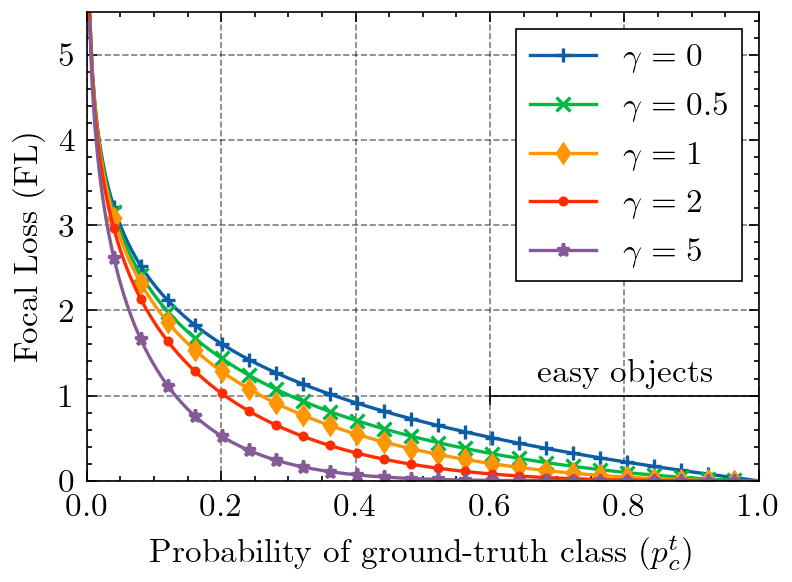 Focal Loss (FL)
5
4
3
2
1
0
γ = 0
γ = 0.5
γ = 1
γ = 2
γ = 5
easy objects
0.0 0.2 0.4 0.6 0.8 1.0
Probability of ground-truth class (p_c^t)